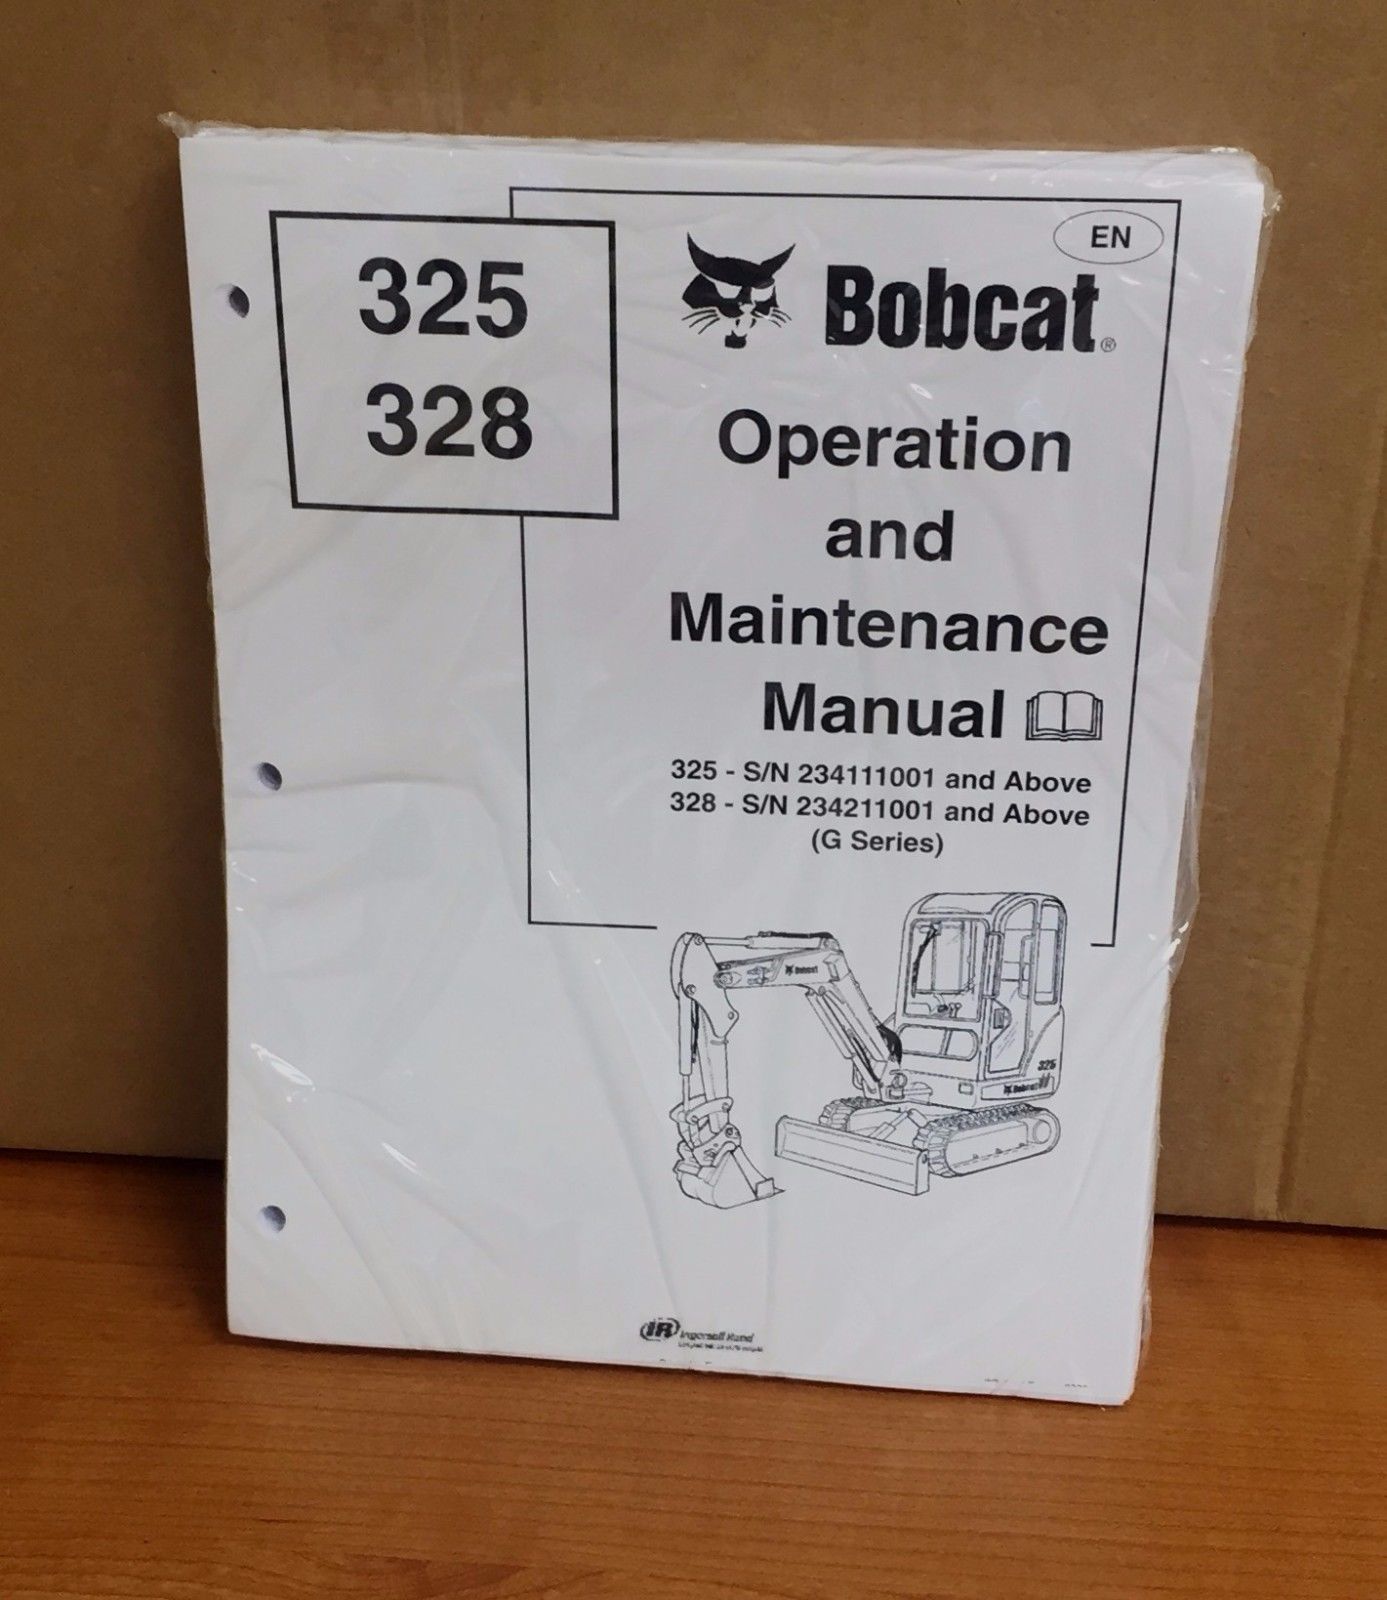 325
328
EN
Bobcat®
Operation
and
Maintenance
Manual
325 - S/N 234111001 and Above
328 - S/N 234211001 and Above
(G Series)
Bobcat
325
Bobcat
IR Ingersoll Rand